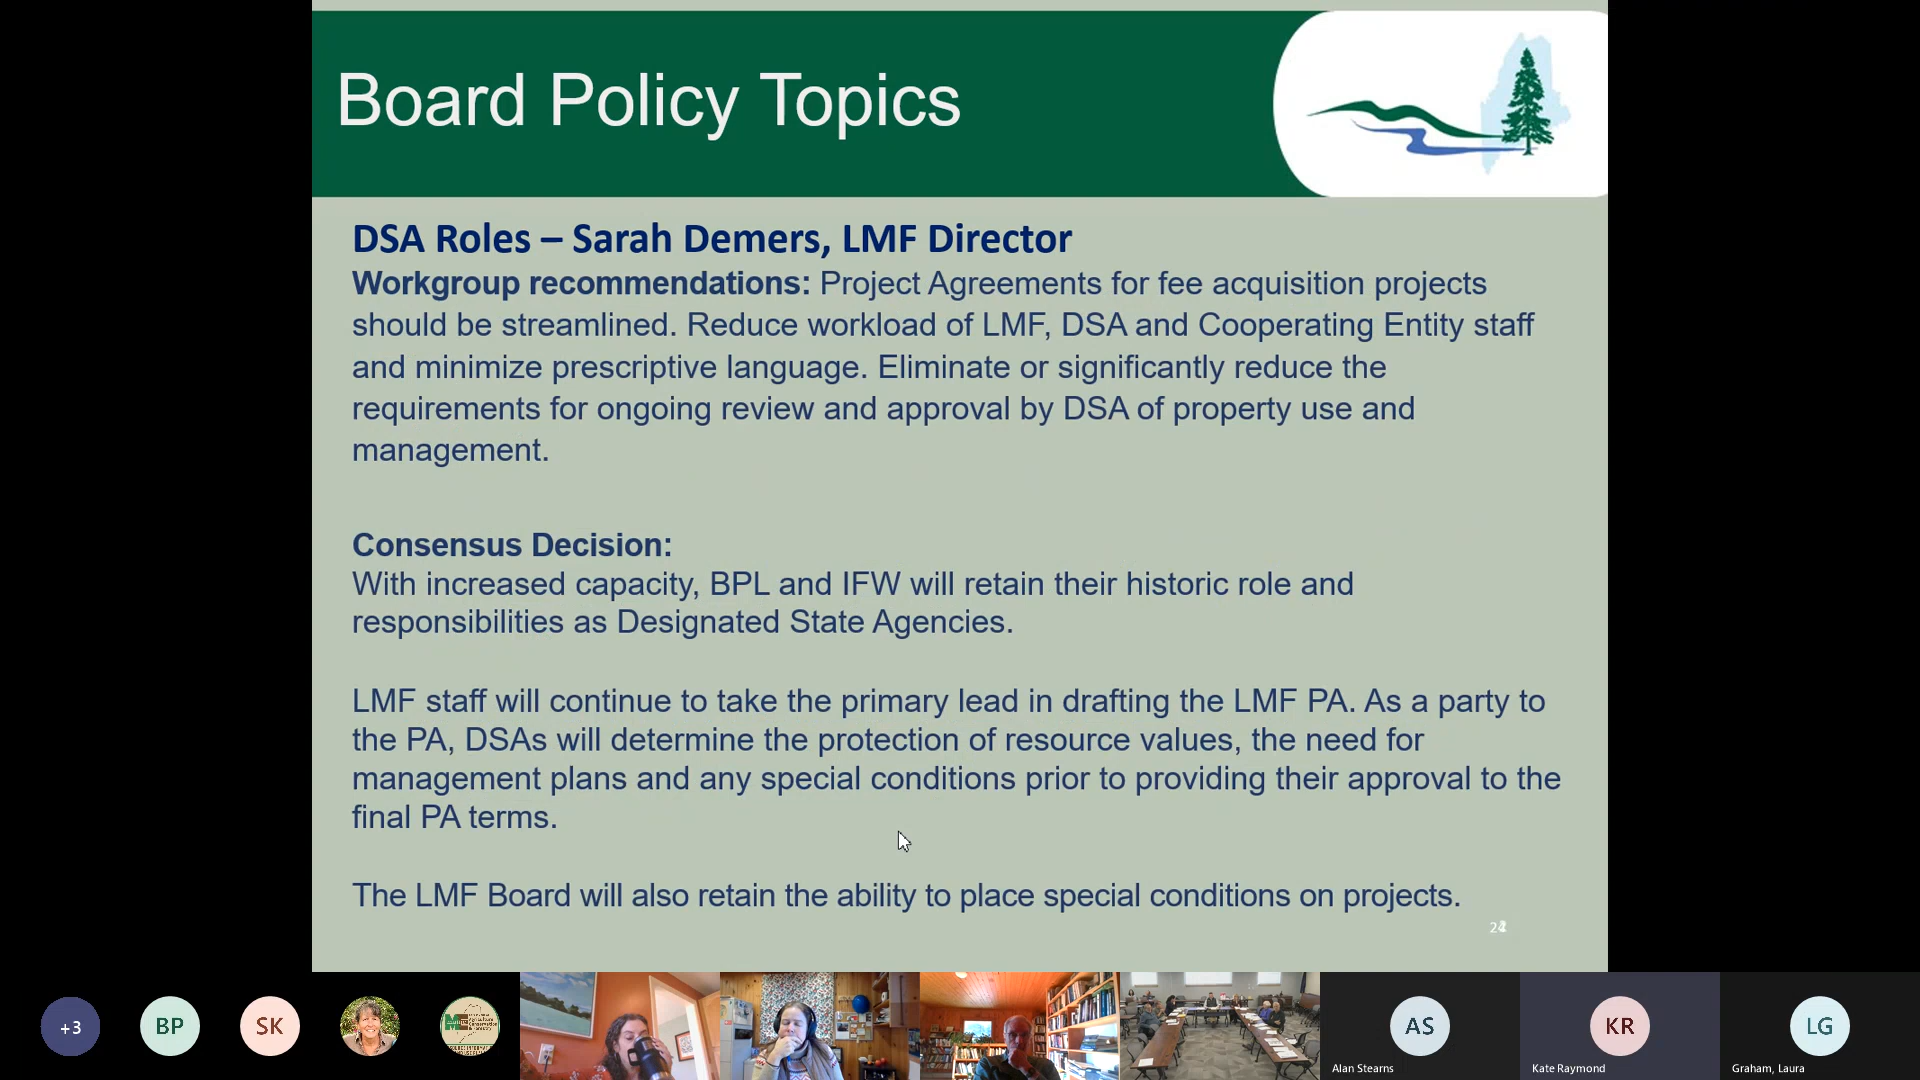 Board Policy Topics
DSA Roles – Sarah Demers, LMF Director
Workgroup recommendations: Project Agreements for fee acquisition projects
should be streamlined. Reduce workload of LMF, DSA and Cooperating Entity staff
and minimize prescriptive language. Eliminate or significantly reduce the
requirements for ongoing review and approval by DSA of property use and
management.
Consensus Decision:
With increased capacity, BPL and IFW will retain their historic role and
responsibilities as Designated State Agencies.
LMF staff will continue to take the primary lead in drafting the LMF PA. As a party to
the PA, DSAs will determine the protection of resource values, the need for
management plans and any special conditions prior to providing their approval to the
final PA terms.
The LMF Board will also retain the ability to place special conditions on projects.
+3
BP
SK
AS
KR
LG
Alan Stearns
Kate Raymond
Graham, Laura